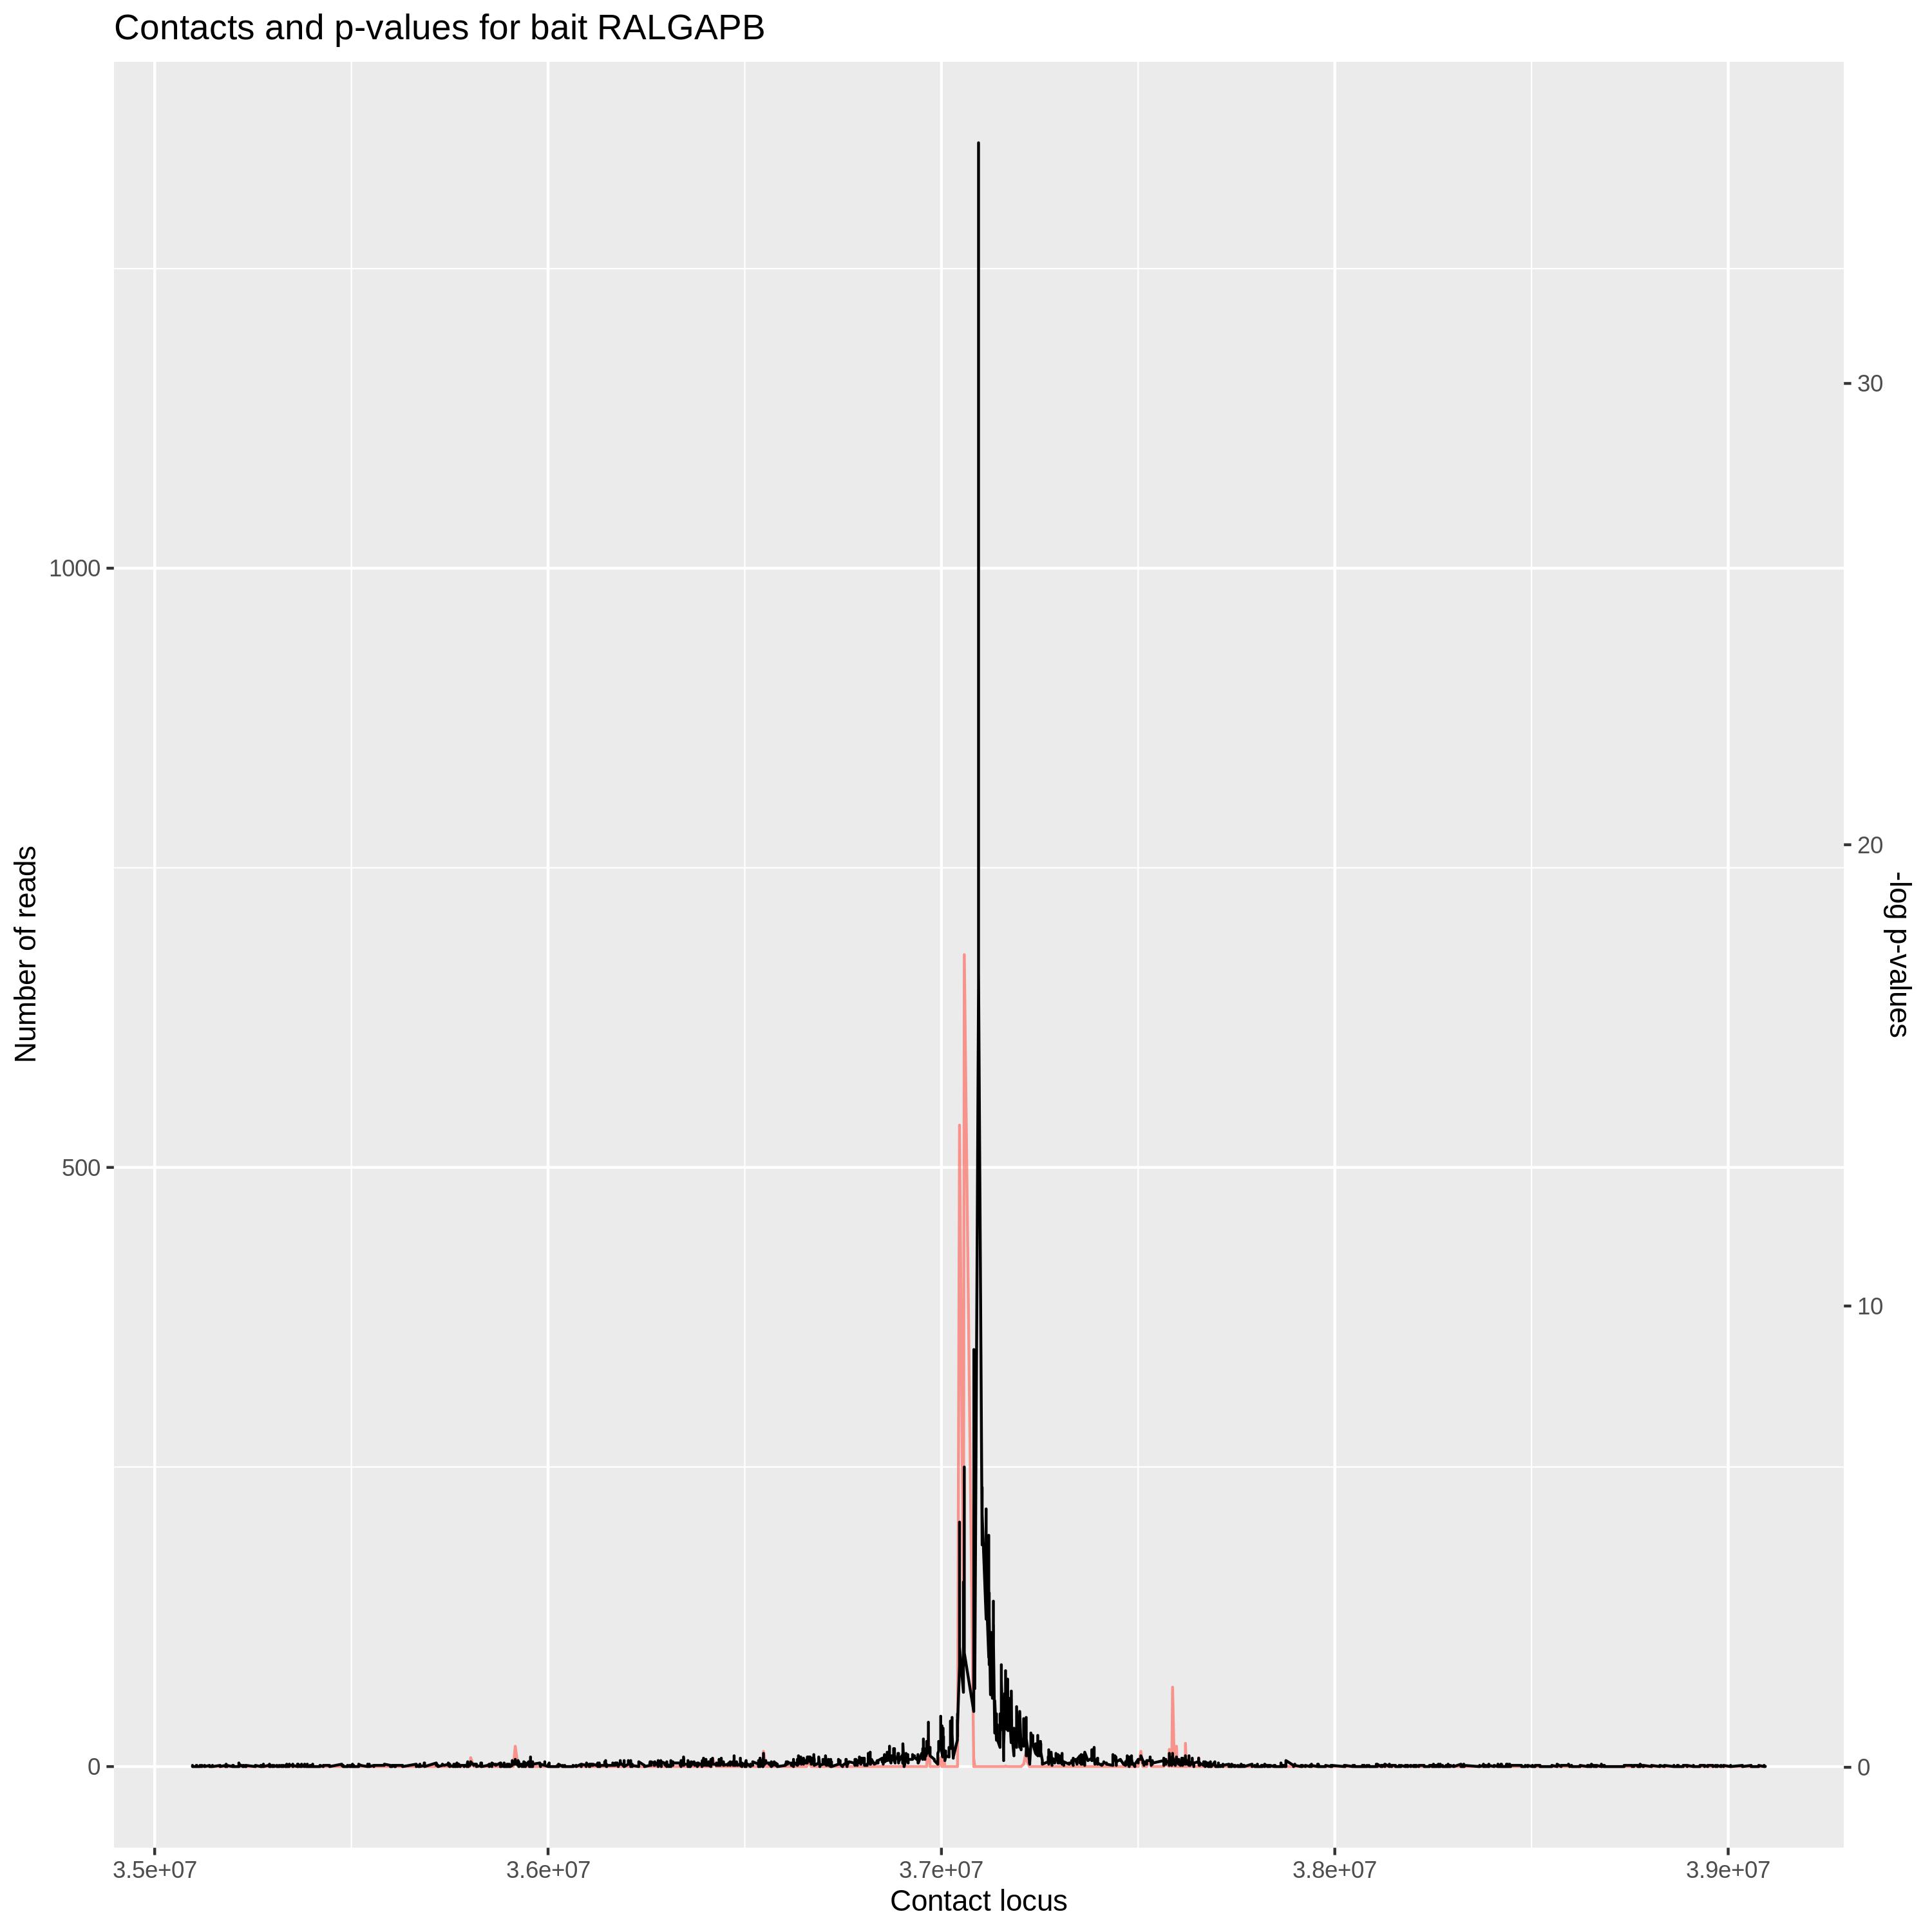 Contacts and p-values for bait RALGAPB
Number of reads
1000
500
0
30
20
10
0
-log p-values
3.5e+07 3.6e+07 3.7e+07 3.8e+07 3.9e+07
Contact locus